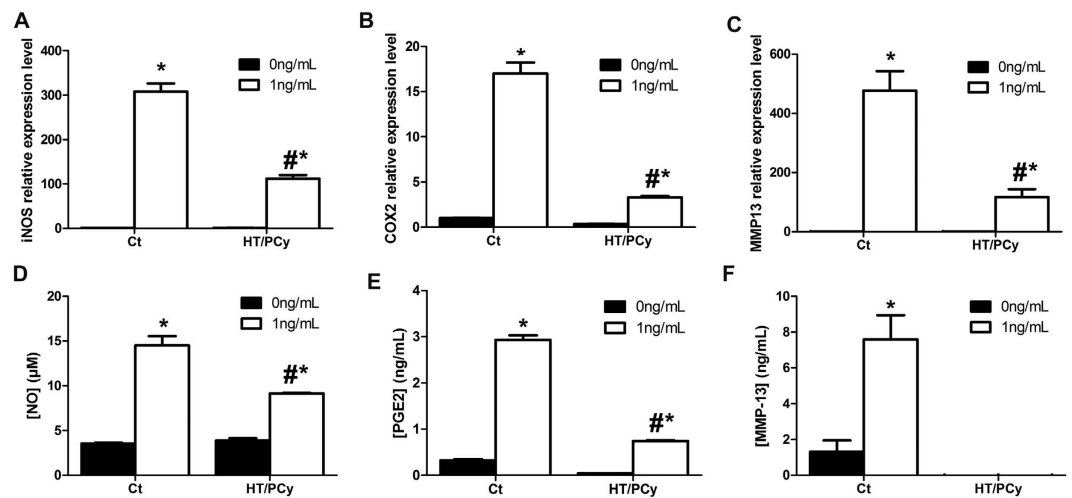 A
iNOS relative expression level
400
300
200
100
0
0ng/mL
1ng/mL
*
#*
Ct
HT/PCy
B
COX2 relative expression level
20
15
10
5
0
0ng/mL
1ng/mL
*
#*
Ct
HT/PCy
C
MMP13 relative expression level
600
400
200
0
0ng/mL
1ng/mL
*
#*
Ct
HT/PCy
D
[NO] (µM)
20
15
10
5
0
0ng/mL
1ng/mL
*
#*
Ct
HT/PCy
E
[PGE2] (ng/mL)
4
3
2
1
0
0ng/mL
1ng/mL
*
#*
Ct
HT/PCy
F
[MMP-13] (ng/mL)
10
8
6
4
2
0
0ng/mL
1ng/mL
*
Ct
HT/PCy